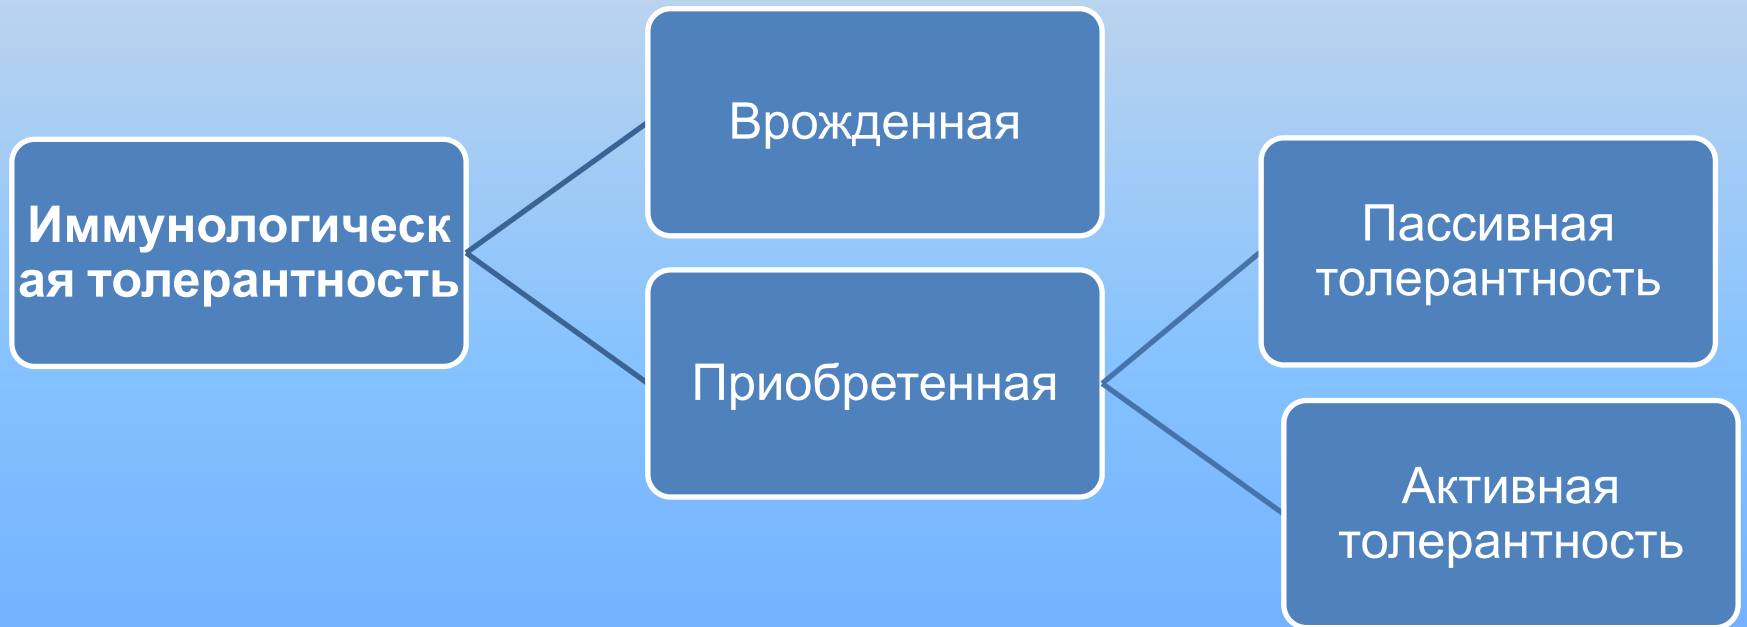 Иммунологическ
ая толерантность
Врожденная
Приобретенная
Пассивная
толерантность
Активная
толерантность